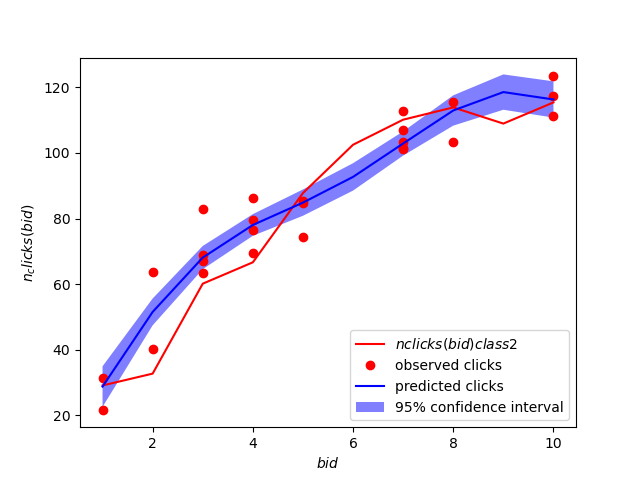 120
100
80
60
40
20
n_clicks(bid)
2
4
6
8
10
bid
nclicks(bid)class2
observed clicks
predicted clicks
95% confidence interval